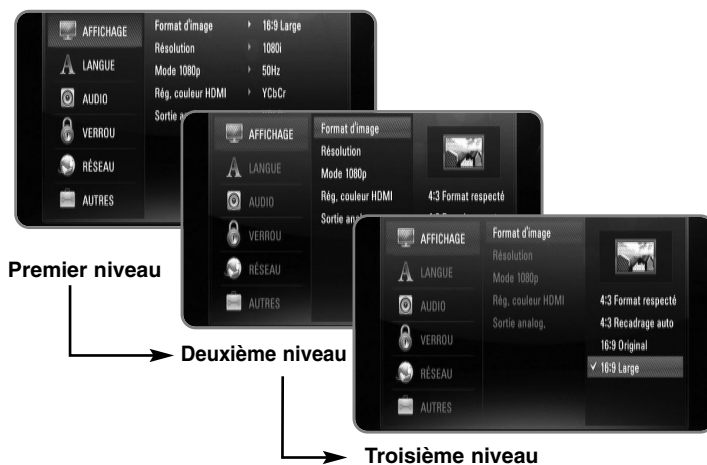 AFFICHAGE
LANGUE
AUDIO
VERROU
RÉSEAU
AUTRES
Format d'image 16:9 Large
Résolution 1080i
Mode 1080p 50Hz
Rég. couleur HDMI YCbCr
Sortie
Premier niveau
AFFICHAGE
LANGUE
AUDIO
VERROU
RÉSEAU
AUTRES
Format d'image
Résolution
Mode 1080p
Rég. couleur HDMI
Sortie
4:3 Format respecté
Deuxième niveau
AFFICHAGE
LANGUE
AUDIO
VERROU
RÉSEAU
AUTRES
Format d'image
Résolution
Mode 1080p
Rég. couleur HDMI
Sortie analog.
4:3 Format respecté
4:3 Recadrage auto
16:9 Original
✓ 16:9 Large
Troisième niveau